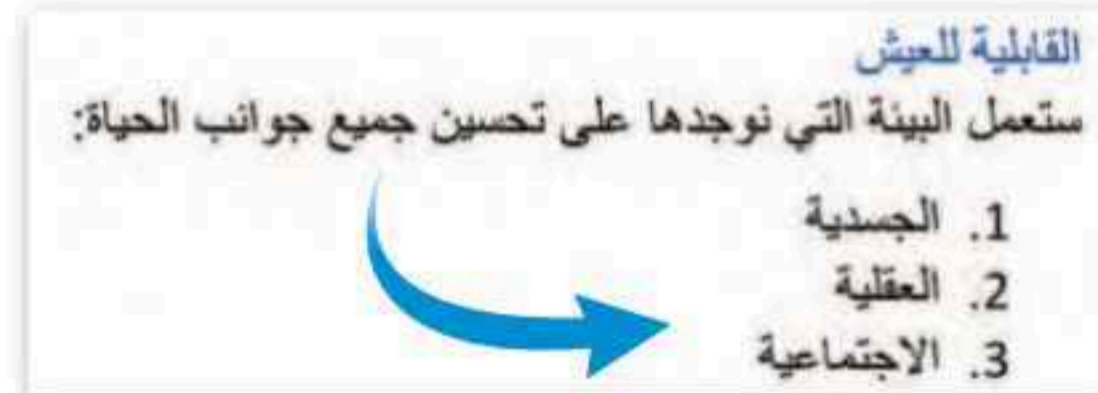 القابلية للعيش
ستعمل البيئة التي نوجدها على تحسين جميع جوانب الحياة:
1. الجسدية
2. العقلية
3. الاجتماعية